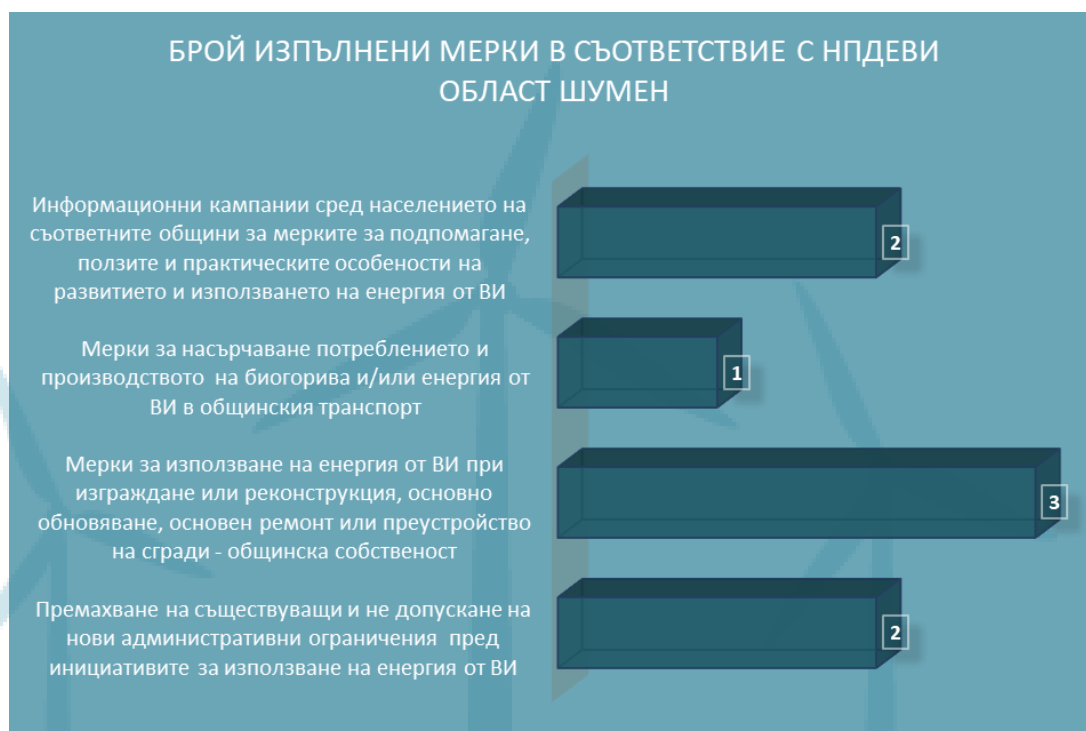 БРОЙ ИЗПЪЛНЕНИ МЕРКИ В СЪОТВЕТСТВИЕ С НПДЕВИ
ОБЛАСТ ШУМЕН
Информационни кампании сред населението на
съответните общини за мерките за подпомагане,
ползите и практическите особености на
развитието и използването на енергия от ВИ
2
Мерки за насърчаване потреблението и
производството на биогорива и/или енергия от
ВИ в общинския транспорт
1
Мерки за използване на енергия от ВИ при
изграждане или реконструкция, основно
обновяване, основен ремонт или преустройство
на сгради - общинска собственост
3
Премахване на съществуващи и не допускане на
нови административни ограничения пред
инициативите за използване на енергия от ВИ
2